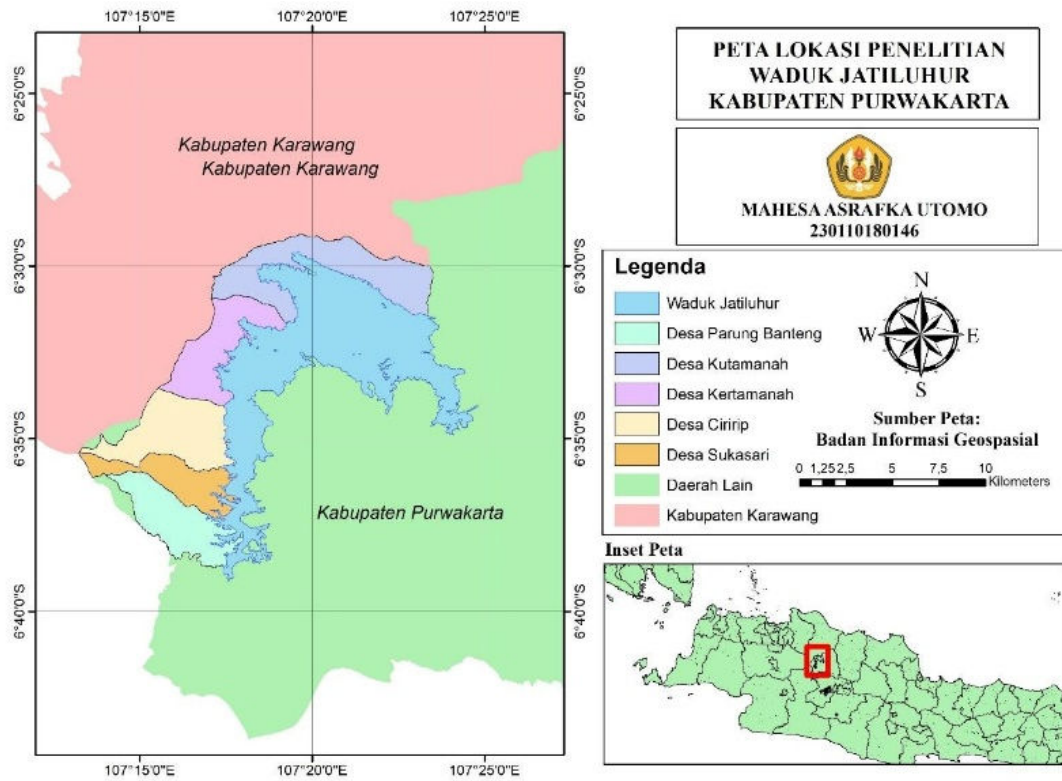 107°15'0"E
107°20'0"E
107°25'0"E
6°25'0"S
6°25'0"S
6°30'0"S
6°30'0"S
6°35'0"S
6°35'0"S
6°40'0"S
6°40'0"S
Kabupaten Karawang
Kabupaten Karawang
Kabupaten Purwakarta
107°15'0"E
107°20'0"E
107°25'0"E
PETA LOKASI PENELITIAN
WADUK JATILUHUR
KABUPATEN PURWAKARTA
MAHESA ASRAFKA UTOMO
230110180146
Legenda
Waduk Jatiluhur
Desa Parung Banteng
Desa Kutamanah
Desa Kertamanah
Desa Ciririp
Desa Sukasari
Daerah Lain
Kabupaten Karawang
N
W
E
S
Sumber Peta:
Badan Informasi Geospasial
0 1,252,5 5 7,5 10
Kilometers
Inset Peta